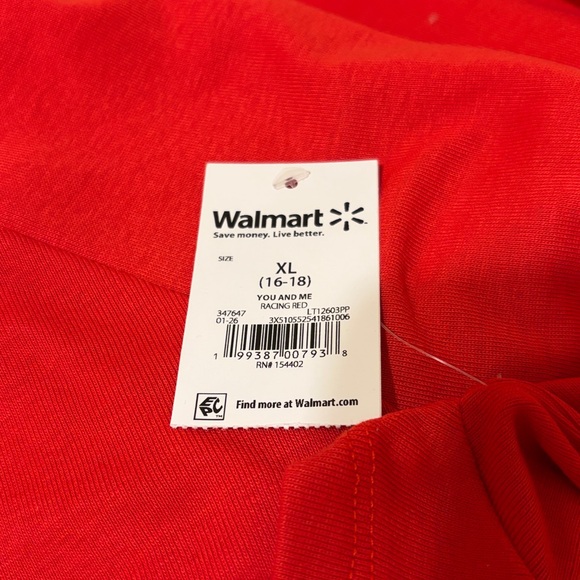 Walmart
Save money. Live better.
SIZE
XL
(16-18)
YOU AND ME
RACING RED
347647 LT12603PP
01-26 3X510552541861006
1 99387 00793 8
RN# 154402
EPC™ Find more at Walmart.com